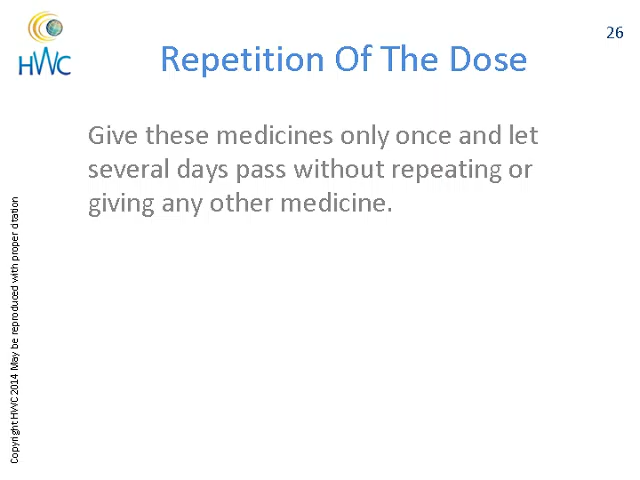 26
HWC
Repetition Of The Dose
Give these medicines only once and let
several days pass without repeating or
giving any other medicine.
Copyright HWC 2014 May be reproduced with proper citation